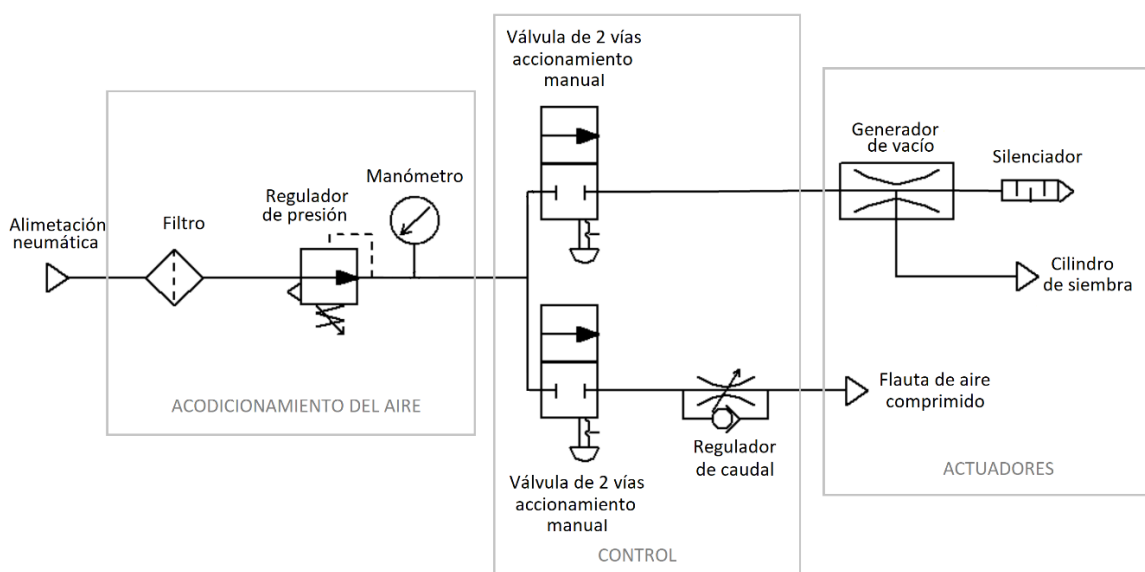 Alimetación
neumática
Filtro
Regulador
de presión
Manómetro
ACODICIONAMIENTO DEL AIRE
Válvula de 2 vías
accionamiento
manual
Válvula de 2 vías
accionamiento
manual
Regulador
de caudal
CONTROL
Generador
de vacío
Silenciador
Cilindro
de siembra
Flauta de aire
comprimido
ACTUADORES